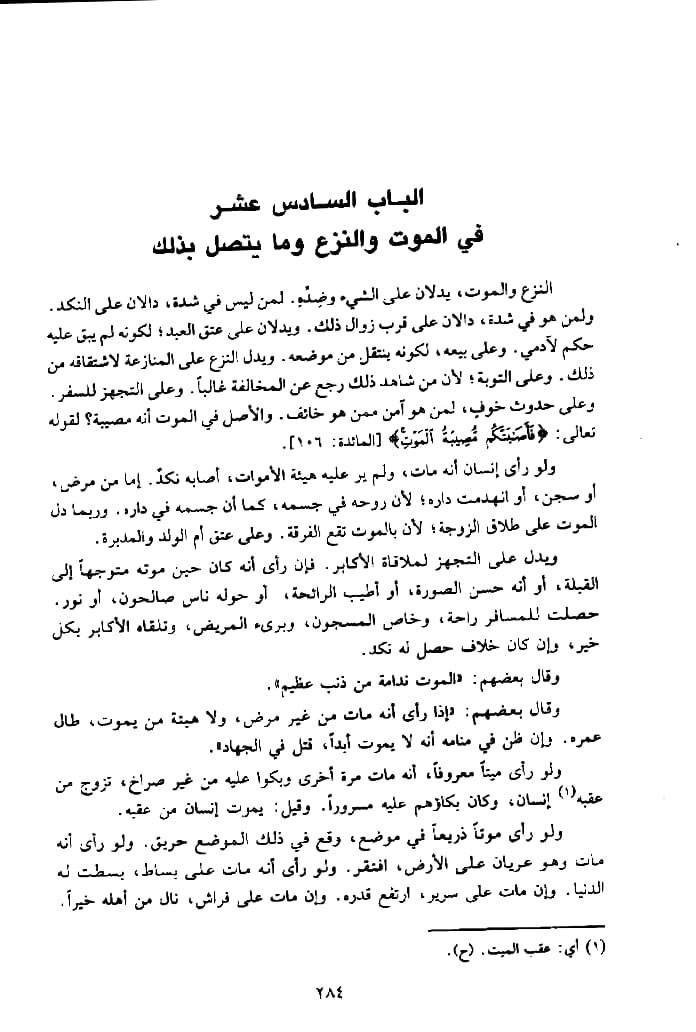 الباب السادس عشر
في الموت والنزع وما يتصل بذلك
النزع والموت، يدلان على الشيء وضِدِّهِ. لمن ليس في شدة، دالان على النكد.
ولمن هو في شدة، دالان على قرب زوال ذلك. ويدلان على عتق العبد؛ لكونه لم يبق عليه
حكم لآدمي. وعلى بيعه، لكونه ينتقل من موضعه. ويدل النزع على المنازعة لاشتقاقه من
ذلك. وعلى التوبة؛ لأن من شاهد ذلك رجع عن المخالفة غالباً. وعلى التجهز للسفر.
وعلى حدوث خوفٍ، لمن هو آمن ممن هو خائف. والأصل في الموت أنه مصيبة؟ لقوله
تعالى: ﴿فَأَصَابَتْكُم مُّصِيبَةُ الْمَوْتِ﴾ [المائدة: ١٠٦].
ولو رأى إنسان أنه مات، ولم ير عليه هيئة الأموات، أصابه نكدٌ. إما من مرض،
أو سجن، أو انهدمت داره؛ لأن روحه في جسمه، كما أن جسمه في داره. وربما دل
الموت على طلاق الزوجة؛ لأن بالموت تقع الفرقة. وعلى عتق أم الولد والمدبرة.
ويدل على التجهز لملاقاة الأكابر. فإن رأى أنه كان حين موته متوجهاً إلى
القبلة، أو أنه حسن الصورة، أو أطيب الرائحة، أو حوله ناس صالحون، أو نور.
حصلت للمسافر راحة، وخاص المسجون، وبرىء المريض، وتلقاه الأكابر بكل
خير، وإن كان خلاف حصل له نكد.
وقال بعضهم: «الموت ندامة من ذنب عظيم».
وقال بعضهم: «إذا رأى أنه مات من غير مرض، ولا هيئة من يموت، طال
عمره. وإن ظن في منامه أنه لا يموت أبداً، قتل في الجهاد».
ولو رأى ميتاً معروفاً، أنه مات مرة أخرى وبكوا عليه من غير صراخ، تزوج من
عقبه(١) إنسان، وكان بكاؤهم عليه مسروراً. وقيل: يموت إنسان من عقبه.
ولو رأى موتاً ذريعاً في موضع، وقع في ذلك الموضع حريق. ولو رأى أنه
مات وهو عريان على الأرض، افتقر. ولو رأى أنه مات على بساط، بسطت له
الدنيا. وإن مات على سرير، ارتفع قدره. وإن مات على فراش، نال من أهله خيراً.
(١) أي: عقب الميت. (ح).
٢٨٤